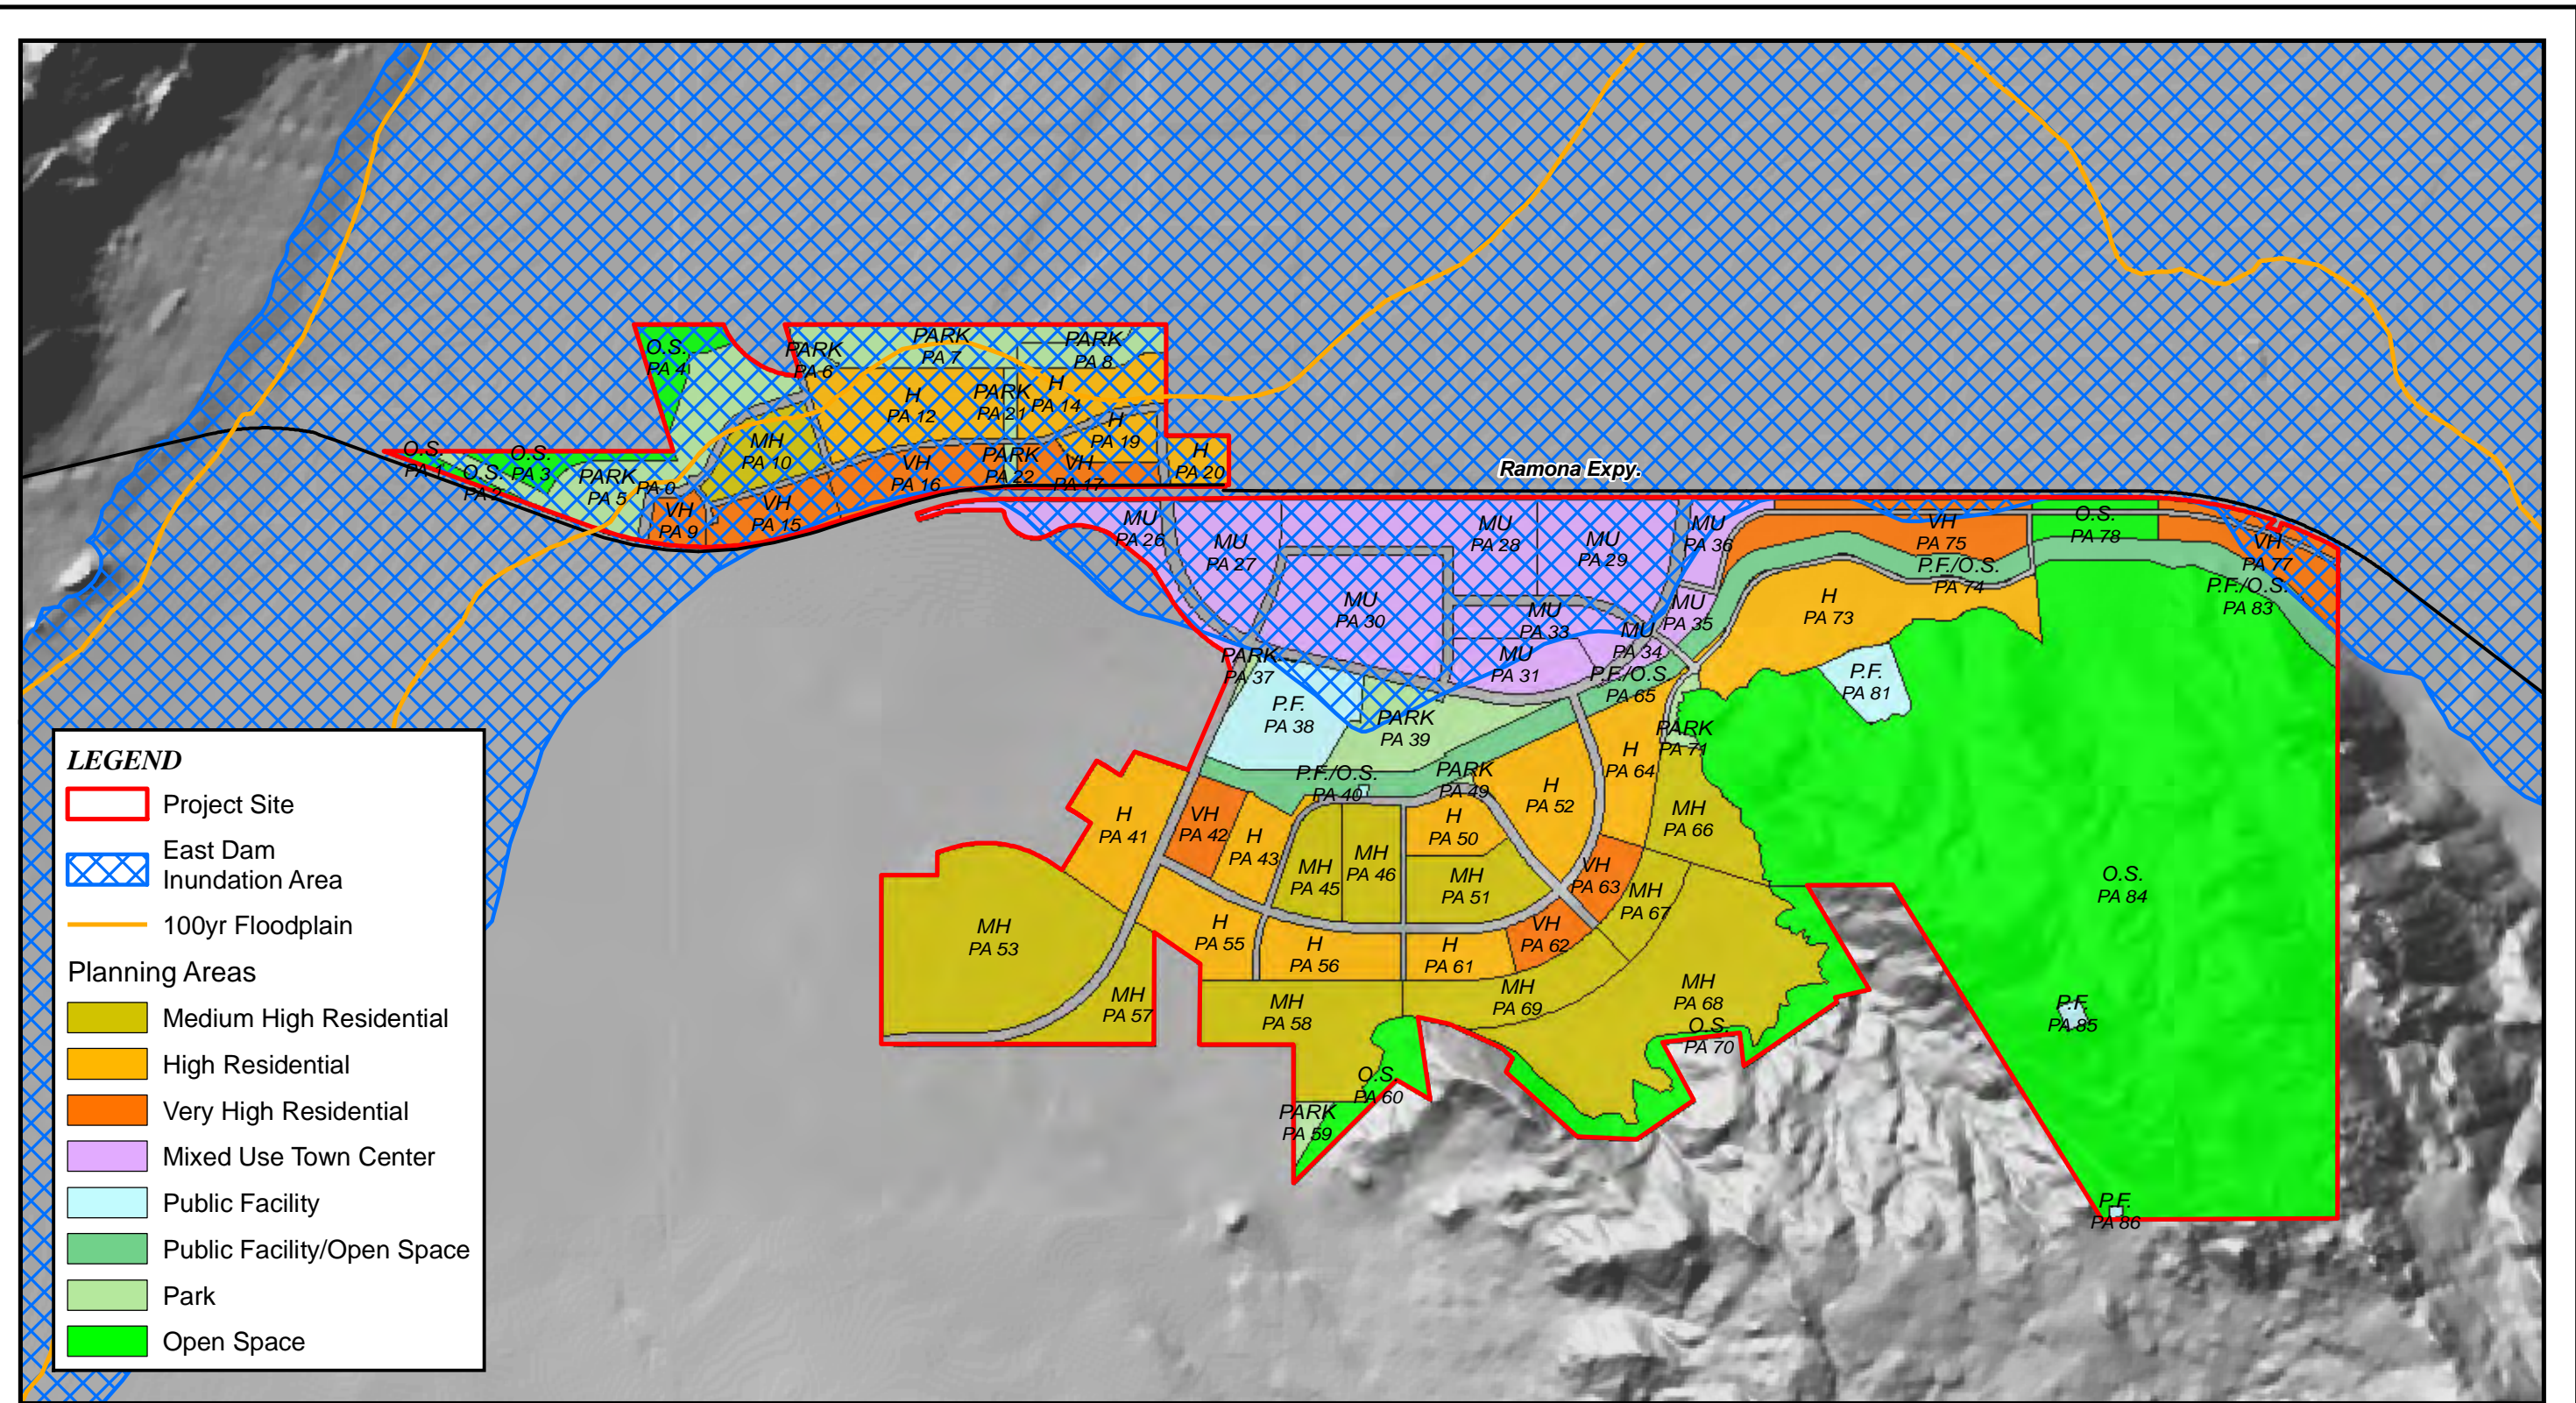 PARK
PA 7
PARK
PA 8
O.S.
PA 4
PARK
PA 6
H
PA 12
PARK
PA 21
H
PA 14
H
PA 19
MH
PA 10
H
PA 20
O.S.
PA 1
O.S.
PA 2
O.S.
PA 3
PARK
PA 5
PA 0
VH
PA 9
VH
PA 15
VH
PA 16
PARK
PA 22
VH
PA 17
Ramona Expy.
MU
PA 26
MU
PA 27
MU
PA 28
MU
PA 29
MU
PA 36
VH
PA 75
O.S.
PA 78
VH
PA 77
P.F./O.S.
PA 74
P.F./O.S.
PA 83
MU
PA 30
MU
PA 33
MU
PA 35
MU
PA 34
MU
PA 31
H
PA 73
PARK
PA 37
P.F./O.S.
PA 65
P.F.
PA 81
P.F.
PA 38
PARK
PA 39
PARK
PA 71
H
PA 64
P.F./O.S.
PA 40
PARK
PA 49
H
PA 52
H
PA 41
VH
PA 42
H
PA 43
H
PA 50
MH
PA 66
MH
PA 45
MH
PA 46
MH
PA 51
VH
PA 63
MH
PA 67
O.S.
PA 84
MH
PA 53
H
PA 55
H
PA 56
H
PA 61
VH
PA 62
MH
PA 57
MH
PA 58
MH
PA 69
MH
PA 68
O.S.
PA 70
P.F.
PA 85
O.S.
PA 60
PARK
PA 59
P.F.
PA 86
LEGEND
Project Site
East Dam
Inundation Area
100yr Floodplain
Planning Areas
Medium High Residential
High Residential
Very High Residential
Mixed Use Town Center
Public Facility
Public Facility/Open Space
Park
Open Space